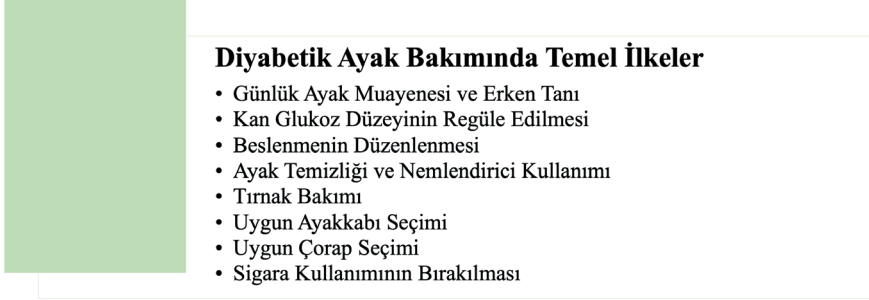 Diyabetik Ayak Bakımında Temel İlkeler
• Günlük Ayak Muayenesi ve Erken Tanı
• Kan Glukoz Düzeyinin Regüle Edilmesi
• Beslenmenin Düzenlenmesi
• Ayak Temizliği ve Nemlendirici Kullanımı
• Tırnak Bakımı
• Uygun Ayakkabı Seçimi
• Uygun Çorap Seçimi
• Sigara Kullanımının Bırakılması